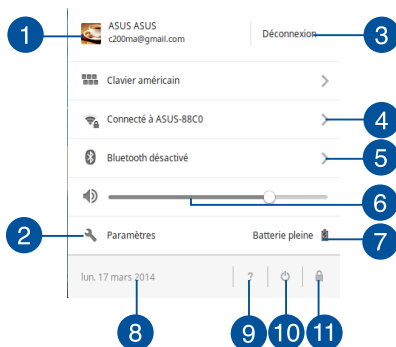 ASUS ASUS
c200ma@gmail.com
Déconnexion
1
3
Clavier américain
Connecté à ASUS-88C0
4
Bluetooth désactivé
5
6
2
Paramètres
Batterie pleine
7
lun. 17 mars 2014
?
8
9
10
11